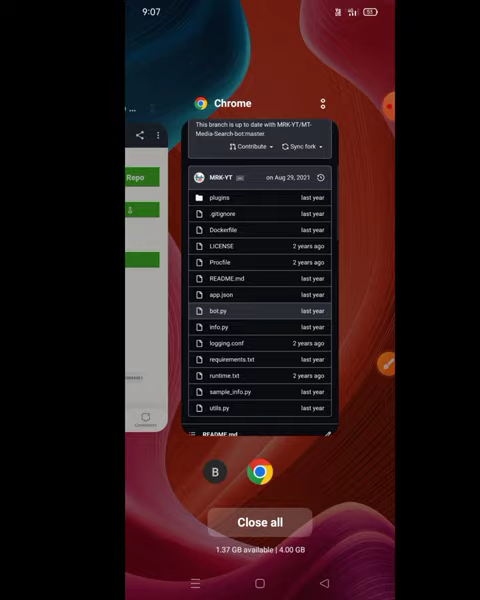 9:07
53
Chrome
...
This branch is up to date with MRK-YT/MT-
Media-Search-bot:master
Contribute
Sync fork
MRK-YT
on Aug 29, 2021
Repo
plugins last year
.gitignore last year
Dockerfile last year
LICENSE 2 years ago
Procfile 2 years ago
README.md last year
app.json last year
bot.py last year
info.py last year
logging.conf 2 years ago
requirements.txt last year
runtime.txt 2 years ago
sample_info.py last year
utils.py last year
README.md
B
Close all
1.37 GB available | 4.00 GB